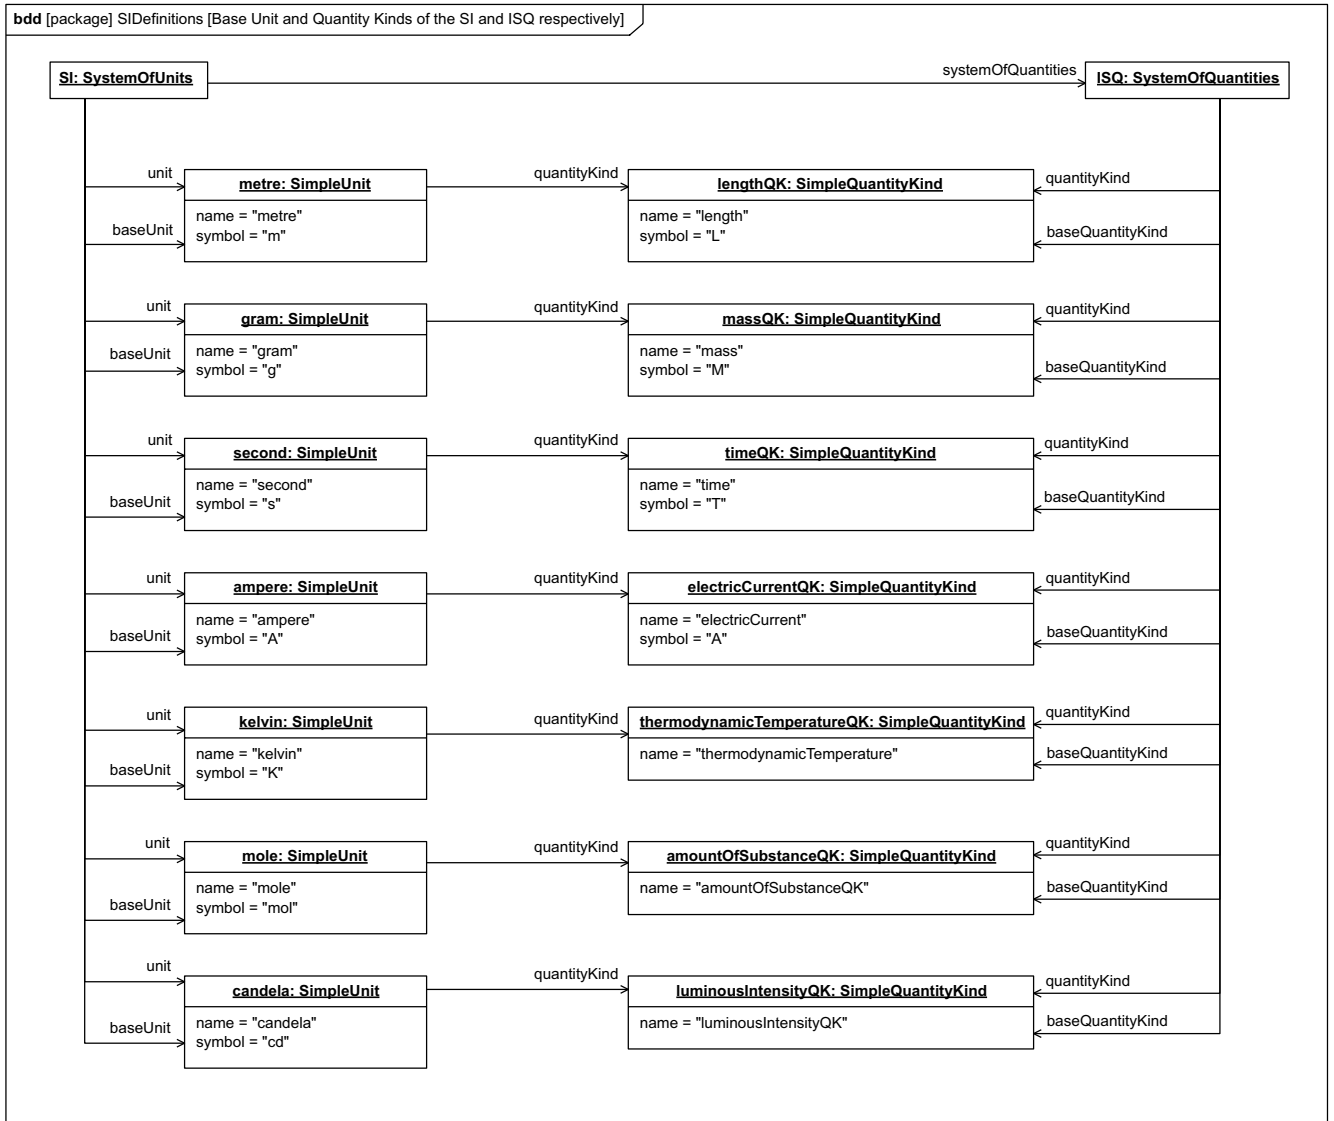 bdd [package] SIDefinitions [Base Unit and Quantity Kinds of the SI and ISQ respectively]
SI: SystemOfUnits
systemOfQuantities
ISQ: SystemOfQuantities
unit
metre: SimpleUnit
quantityKind
lengthQK: SimpleQuantityKind
quantityKind
name = "metre"
symbol = "m"
baseUnit
name = "length"
symbol = "L"
baseQuantityKind
unit
gram: SimpleUnit
quantityKind
massQK: SimpleQuantityKind
quantityKind
name = "gram"
symbol = "g"
baseUnit
name = "mass"
symbol = "M"
baseQuantityKind
unit
second: SimpleUnit
quantityKind
timeQK: SimpleQuantityKind
quantityKind
name = "second"
symbol = "s"
baseUnit
name = "time"
symbol = "T"
baseQuantityKind
unit
ampere: SimpleUnit
quantityKind
electricCurrentQK: SimpleQuantityKind
quantityKind
name = "ampere"
symbol = "A"
baseUnit
name = "electricCurrent"
symbol = "A"
baseQuantityKind
unit
kelvin: SimpleUnit
quantityKind
thermodynamicTemperatureQK: SimpleQuantityKind
quantityKind
name = "kelvin"
symbol = "K"
baseUnit
name = "thermodynamicTemperature"
baseQuantityKind
unit
mole: SimpleUnit
quantityKind
amountOfSubstanceQK: SimpleQuantityKind
quantityKind
name = "mole"
symbol = "mol"
baseUnit
name = "amountOfSubstanceQK"
baseQuantityKind
unit
candela: SimpleUnit
quantityKind
luminousIntensityQK: SimpleQuantityKind
quantityKind
name = "candela"
symbol = "cd"
baseUnit
name = "luminousIntensityQK"
baseQuantityKind